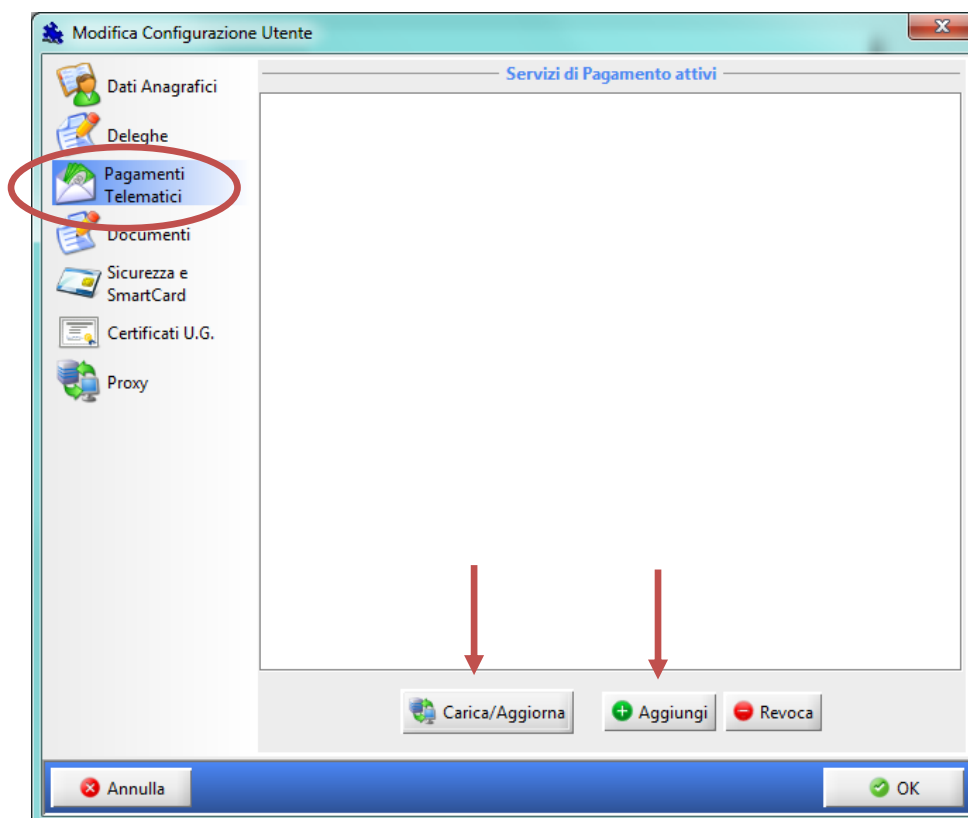 Modifica Configurazione Utente
Dati Anagrafici
Deleghe
Pagamenti
Telematici
Documenti
Sicurezza e
SmartCard
Certificati U.G.
Proxy
Servizi di Pagamento attivi
Carica/Aggiorna
Aggiungi
Revoca
Annulla
OK